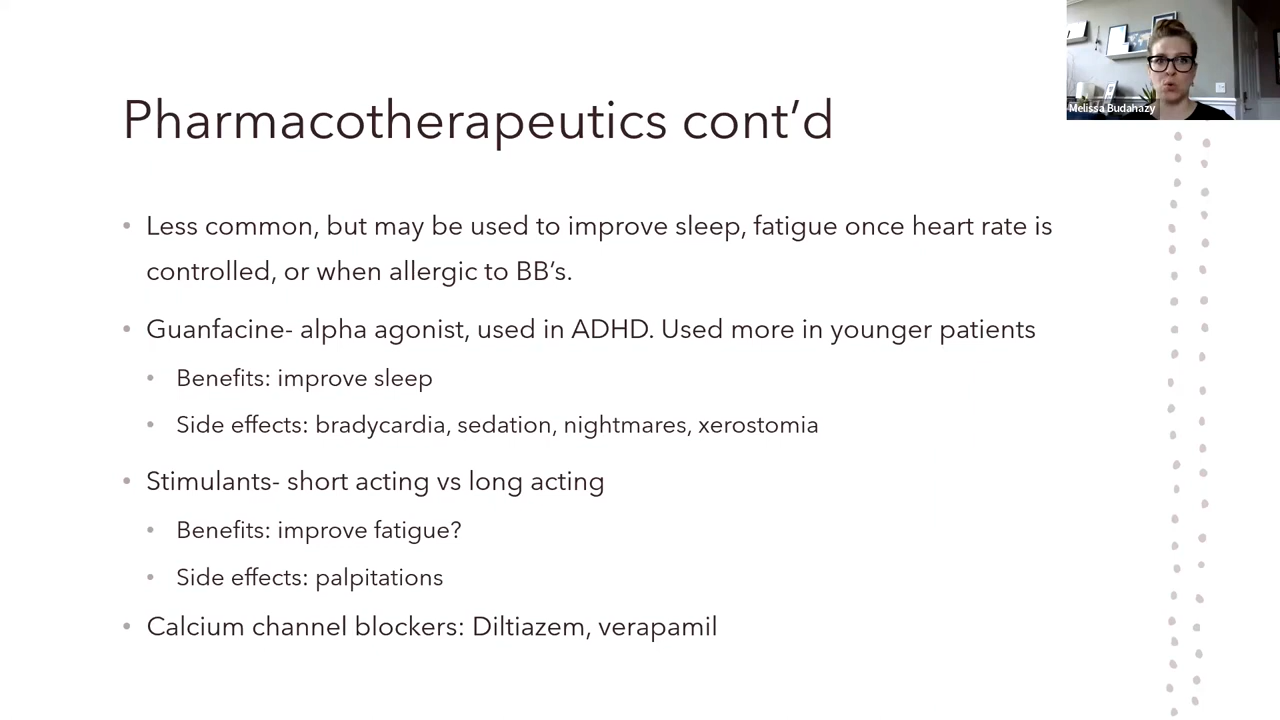 Melissa Budahazy
Pharmacotherapeutics cont’d
• Less common, but may be used to improve sleep, fatigue once heart rate is
controlled, or when allergic to BB’s.
• Guanfacine- alpha agonist, used in ADHD. Used more in younger patients
• Benefits: improve sleep
• Side effects: bradycardia, sedation, nightmares, xerostomia
• Stimulants- short acting vs long acting
• Benefits: improve fatigue?
• Side effects: palpitations
• Calcium channel blockers: Diltiazem, verapamil